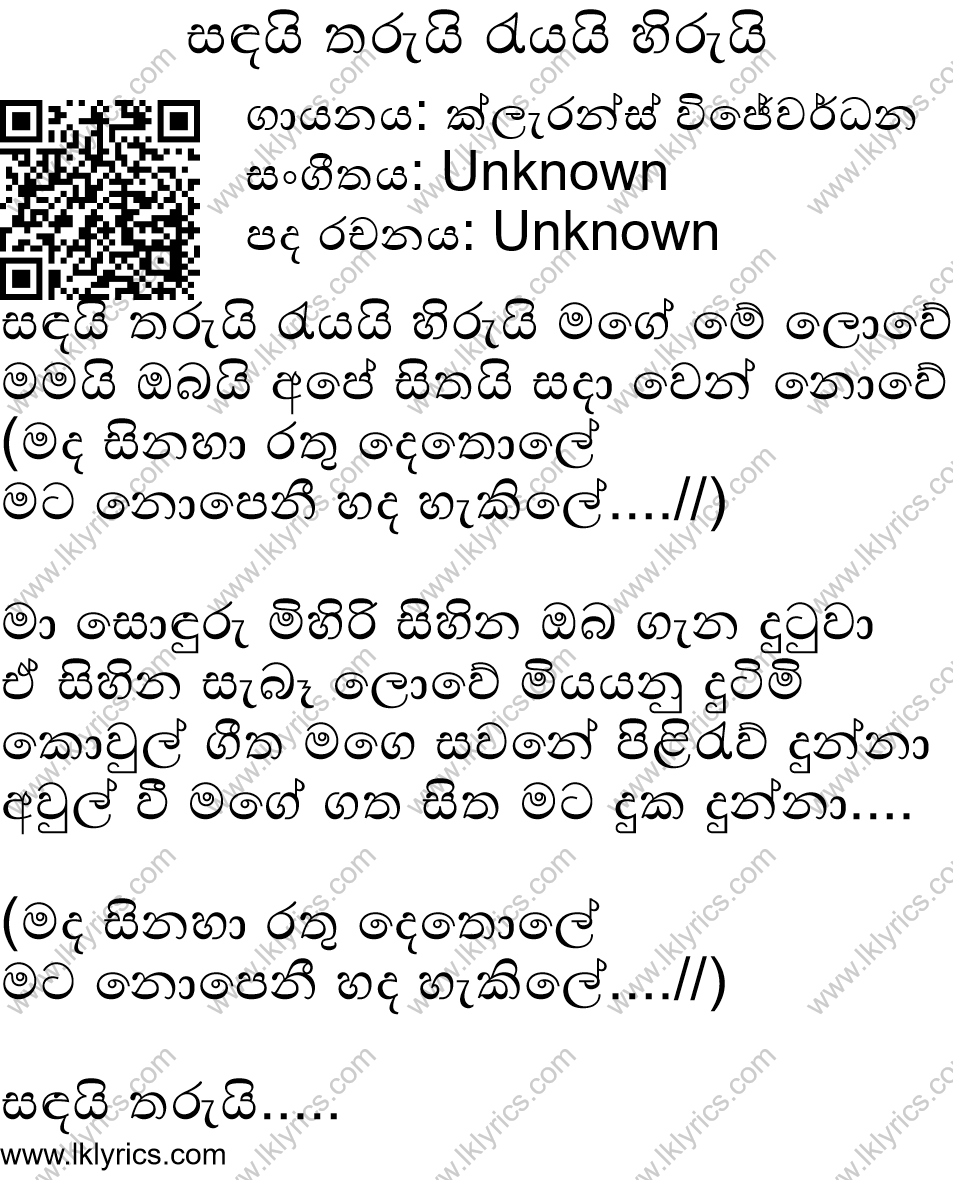 සඳයි තරුයි රැයයි හිරුයි
ගායනය: ක්ලැරන්ස් විජේවර්ධන
සංගීතය: Unknown
පද රචනය: Unknown
සඳයි තරුයි රැයයි හිරුයි මගේ මේ ලොවේ
මමයි ඔබයි අපේ සිතයි සදා වෙන් නොවේ
(මද සිනහා රතු දෙතොලේ
මට නොපෙනී හද හැකිලේ....//)
මා සොඳුරු මිහිරි සිහින ඔබ ගැන දුටුවා
ඒ සිහින සැබෑ ලොවේ මියයනු දුටිමි
කොවුල් ගීත මගෙ සවනේ පිළිරැව් දුන්නා
අවුල් වී මගේ ගත සිත මට දුක දුන්නා....
(මද සිනහා රතු දෙතොලේ
මට නොපෙනී හද හැකිලේ....//)
සඳයි තරුයි.....
www.lklyrics.com